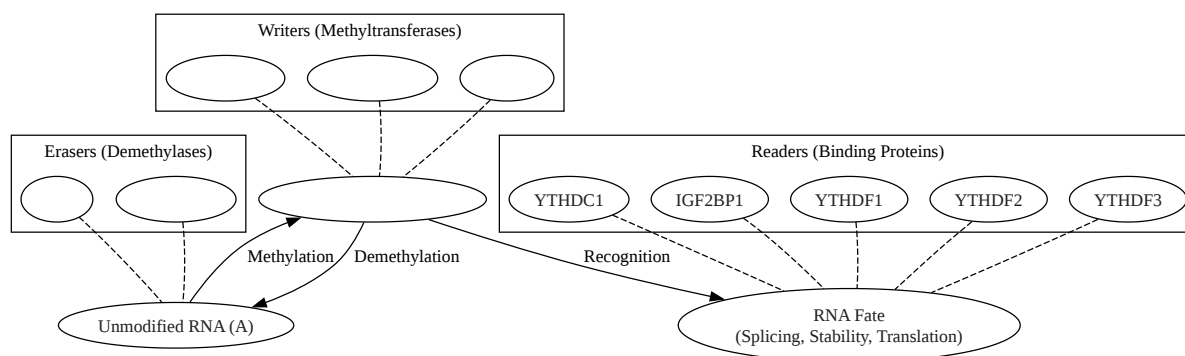 Writers (Methyltransferases)
Erasers (Demethylases)
Readers (Binding Proteins)
YTHDC1
IGF2BP1
YTHDF1
YTHDF2
YTHDF3
Methylation
Demethylation
Recognition
Unmodified RNA (A)
RNA Fate
(Splicing, Stability, Translation)